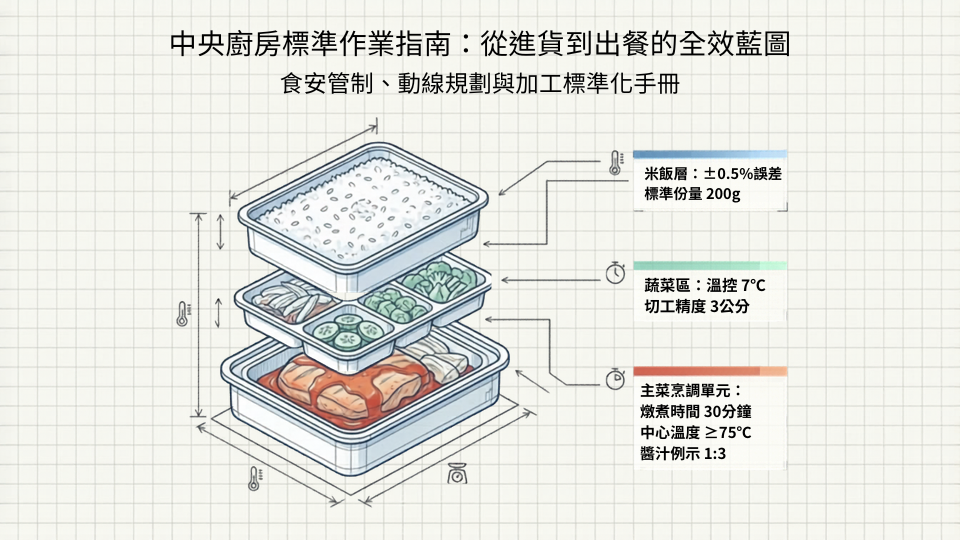 中央廚房標準作業指南：從進貨到出餐的全效藍圖
食安管制、動線規劃與加工標準化手冊
米飯層：±0.5%誤差
標準份量 200g
蔬菜區：溫控 7°C
切工精度 3公分
主菜烹調單元：
燉煮時間 30分鐘
中心溫度 ≥75°C
醬汁例示 1:3